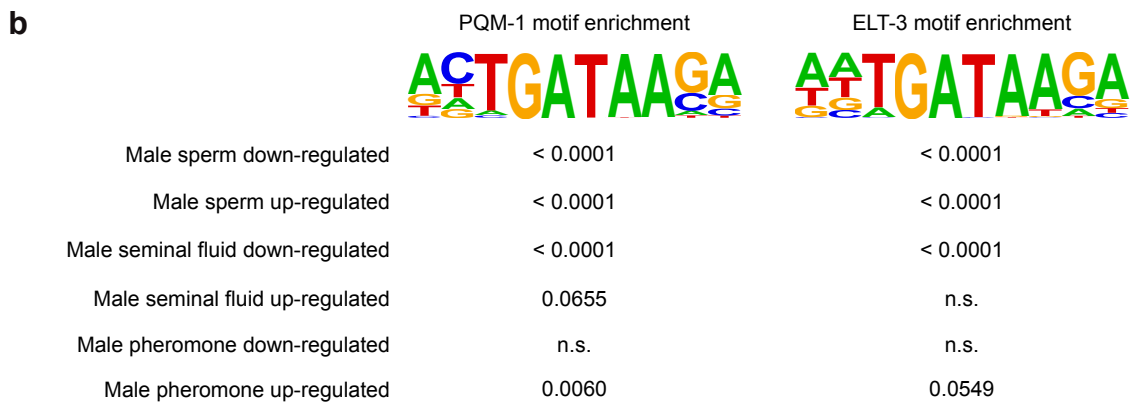 b
PQM-1 motif enrichment ELT-3 motif enrichment
ACTGATAAGA AATGATAAGA
Male sperm down-regulated < 0.0001 < 0.0001
Male sperm up-regulated < 0.0001 < 0.0001
Male seminal fluid down-regulated < 0.0001 < 0.0001
Male seminal fluid up-regulated 0.0655 n.s.
Male pheromone down-regulated n.s. n.s.
Male pheromone up-regulated 0.0060 0.0549